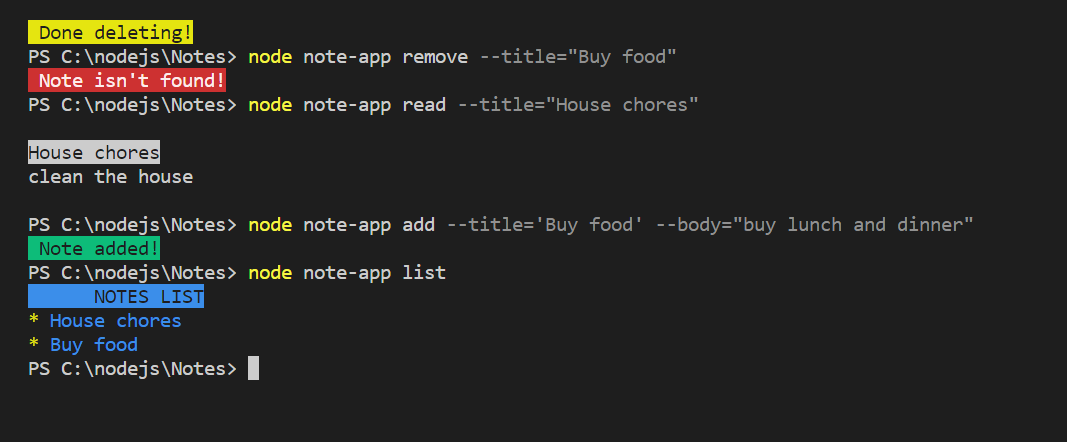 Done deleting!
PS C:\nodejs\Notes> node note-app remove --title="Buy food"
Note isn't found!
PS C:\nodejs\Notes> node note-app read --title="House chores"
House chores
clean the house
PS C:\nodejs\Notes> node note-app add --title='Buy food' --body="buy lunch and dinner"
Note added!
PS C:\nodejs\Notes> node note-app list
NOTES LIST
* House chores
* Buy food
PS C:\nodejs\Notes>